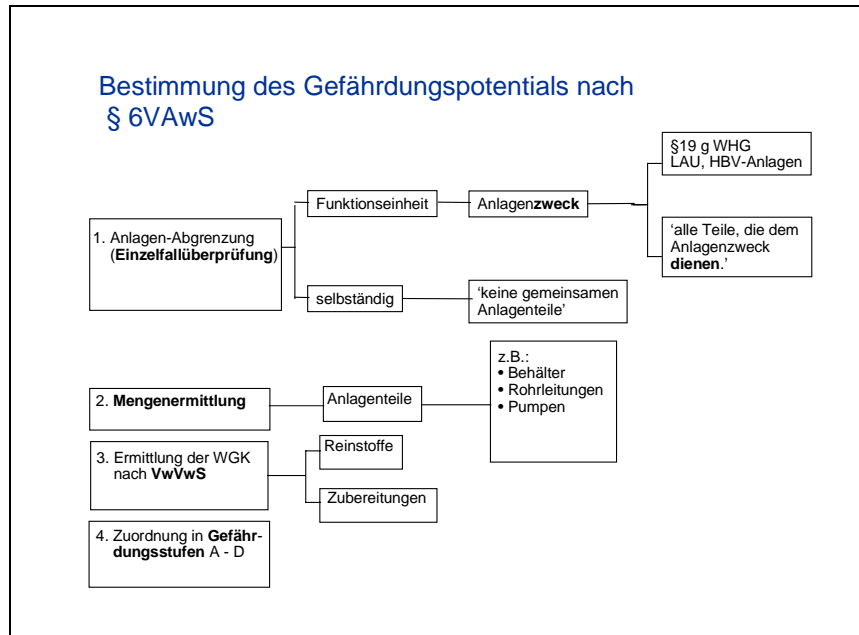 Bestimmung des Gefährdungspotentials nach
§ 6VAwS
§19 g WHG
LAU, HBV-Anlagen
Funktionseinheit
Anlagenzweck
1. Anlagen-Abgrenzung
(Einzelfallüberprüfung)
‘alle Teile, die dem
Anlagenzweck
dienen.’
selbständig
‘keine gemeinsamen
Anlagenteile’
z.B.:
• Behälter
• Rohrleitungen
• Pumpen
2. Mengenermittlung
Anlagenteile
3. Ermittlung der WGK
nach VwVwS
Reinstoffe
Zubereitungen
4. Zuordnung in Gefähr-
dungsstufen A - D